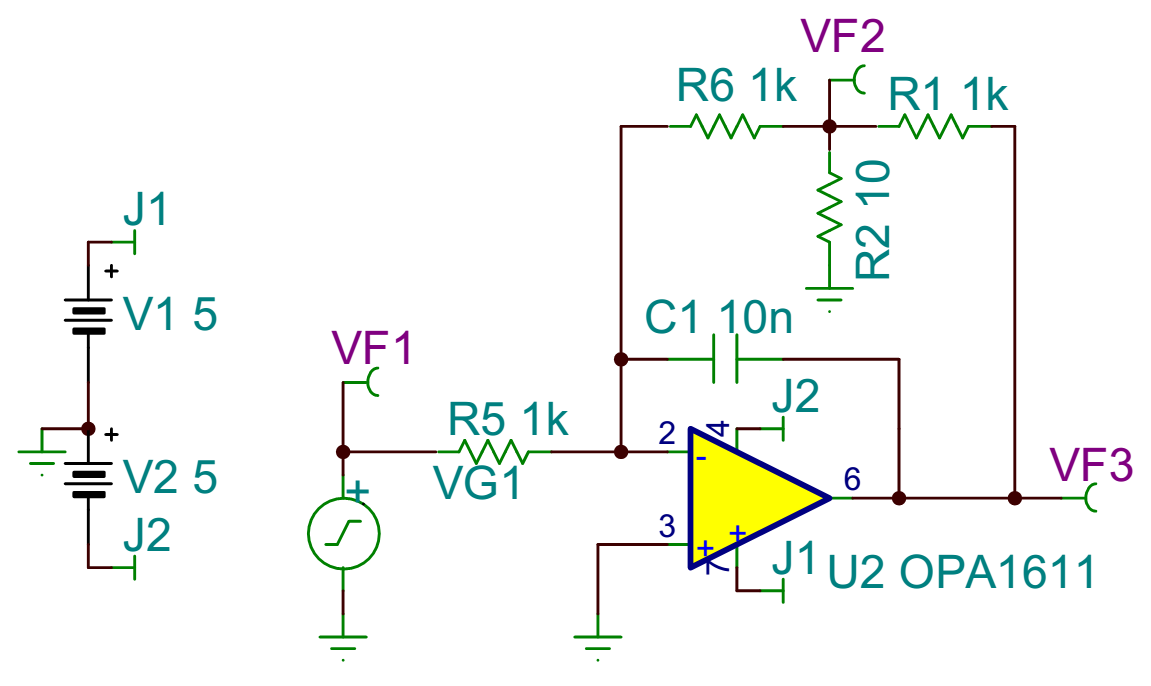 VF2
R6 1k
R1 1k
R2 10
J1
+
V1 5
C1 10n
VF1
J2
R5 1k
2
4
-
VF3
+
V2 5
VG1
6
+
J2
3
+
+
7
J1
U2 OPA1611